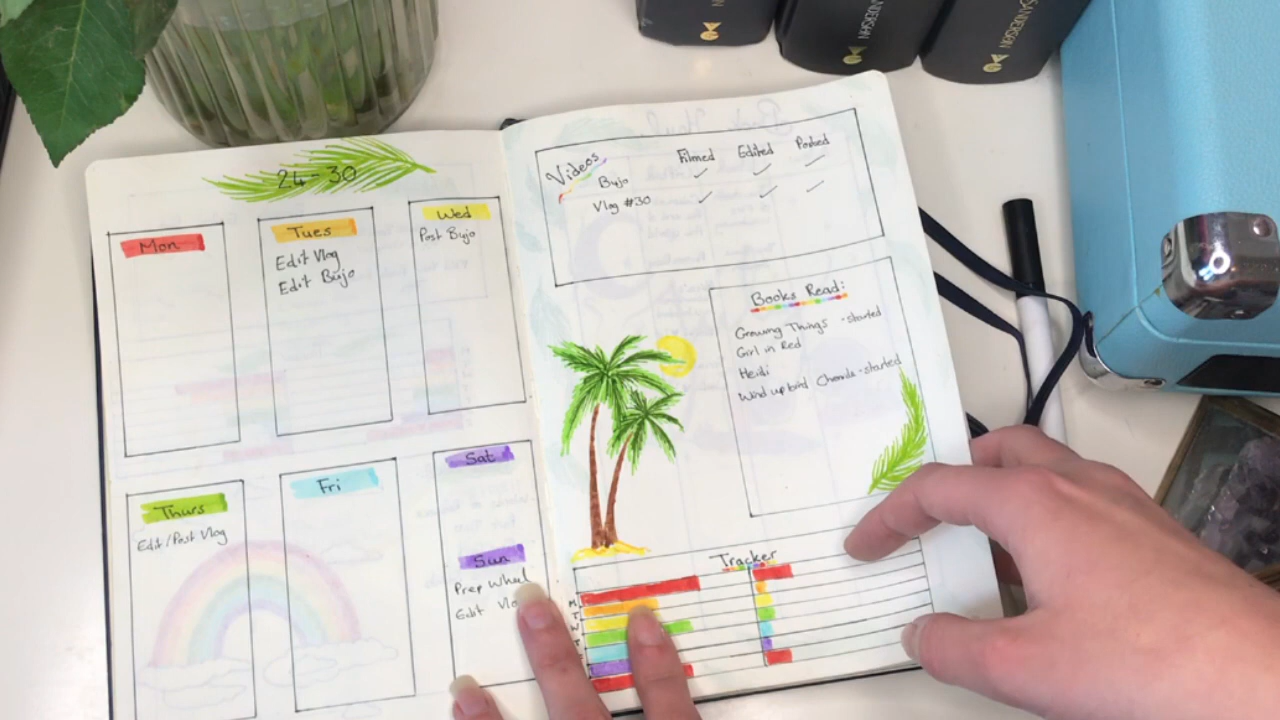 24-30
Mon
Tues
Edit Vlog
Edit Bujo
Wed
Post Bujo
Thurs
Edit/Post Vlog
Fri
Sat
Sun
Prep
Edit
Videos
Filmed Edited Posted
Bujo ✓ ✓ ✓
Vlog #30 ✓ ✓ ✓
Books Read:
Growing Things - started
Girl in Red
Heidi
Wind up bird Chronicle - started
Tracker
M
T
W
T
SANDERSON
SANDERSON